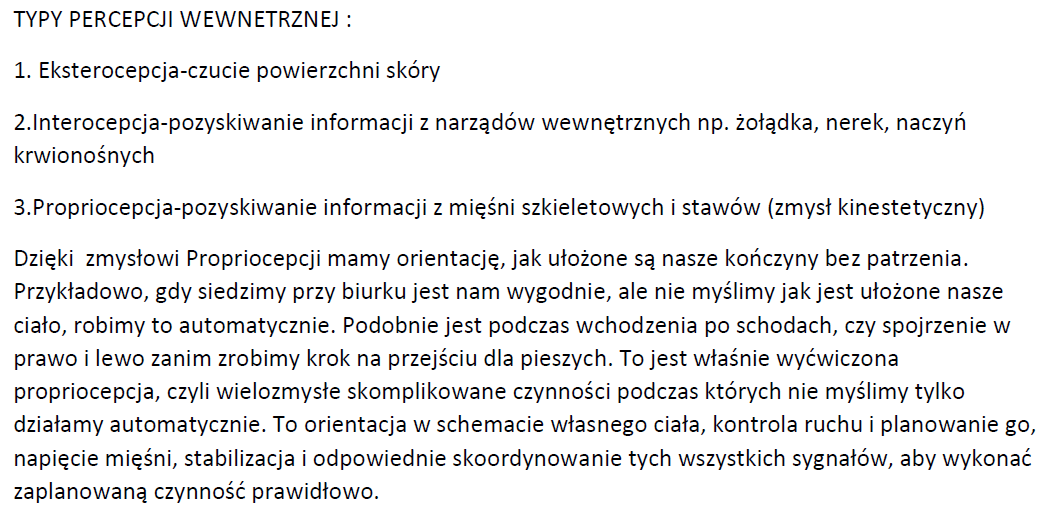 TYPY PERCEPCJI WEWNETRZNEJ :
1. Eksterocepcja-czucie powierzchni skóry
2.Interocepcja-pozyskiwanie informacji z narządów wewnętrznych np. żołądka, nerek, naczyń
krwionośnych
3.Propriocepcja-pozyskiwanie informacji z mięśni szkieletowych i stawów (zmysł kinestetyczny)
Dzięki  zmysłowi Propriocepcji mamy orientację, jak ułożone są nasze kończyny bez patrzenia.
Przykładowo, gdy siedzimy przy biurku jest nam wygodnie, ale nie myślimy jak jest ułożone nasze
ciało, robimy to automatycznie. Podobnie jest podczas wchodzenia po schodach, czy spojrzenie w
prawo i lewo zanim zrobimy krok na przejściu dla pieszych. To jest właśnie wyćwiczona
propriocepcja, czyli wielozmysłe skomplikowane czynności podczas których nie myślimy tylko
działamy automatycznie. To orientacja w schemacie własnego ciała, kontrola ruchu i planowanie go,
napięcie mięśni, stabilizacja i odpowiednie skoordynowanie tych wszystkich sygnałów, aby wykonać
zaplanowaną czynność prawidłowo.